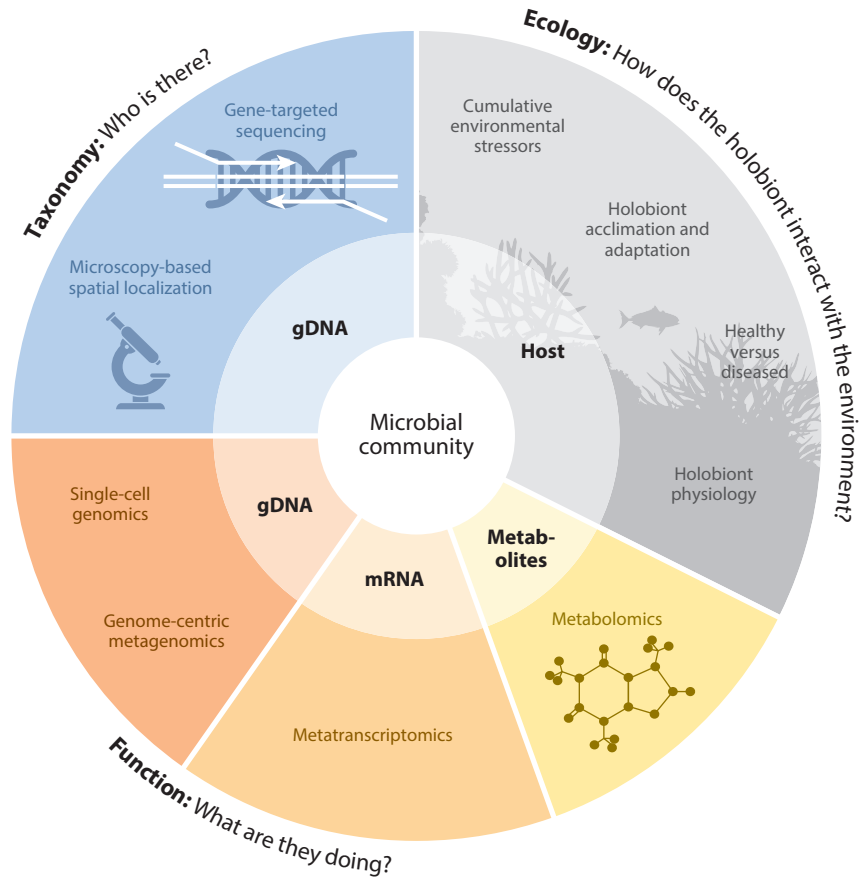 Taxonomy: Who is there?
Gene-targeted
sequencing
Microscopy-based
spatial localization
gDNA
Ecology: How does the holobiont interact with the environment?
Cumulative
environmental
stressors
Holobiont
acclimation and
adaptation
Healthy
versus
diseased
Host
Holobiont
physiology
Microbial
community
Single-cell
genomics
gDNA
Genome-centric
metagenomics
mRNA
Metatranscriptomics
Metab-
olites
Metabolomics
Function: What are they doing?